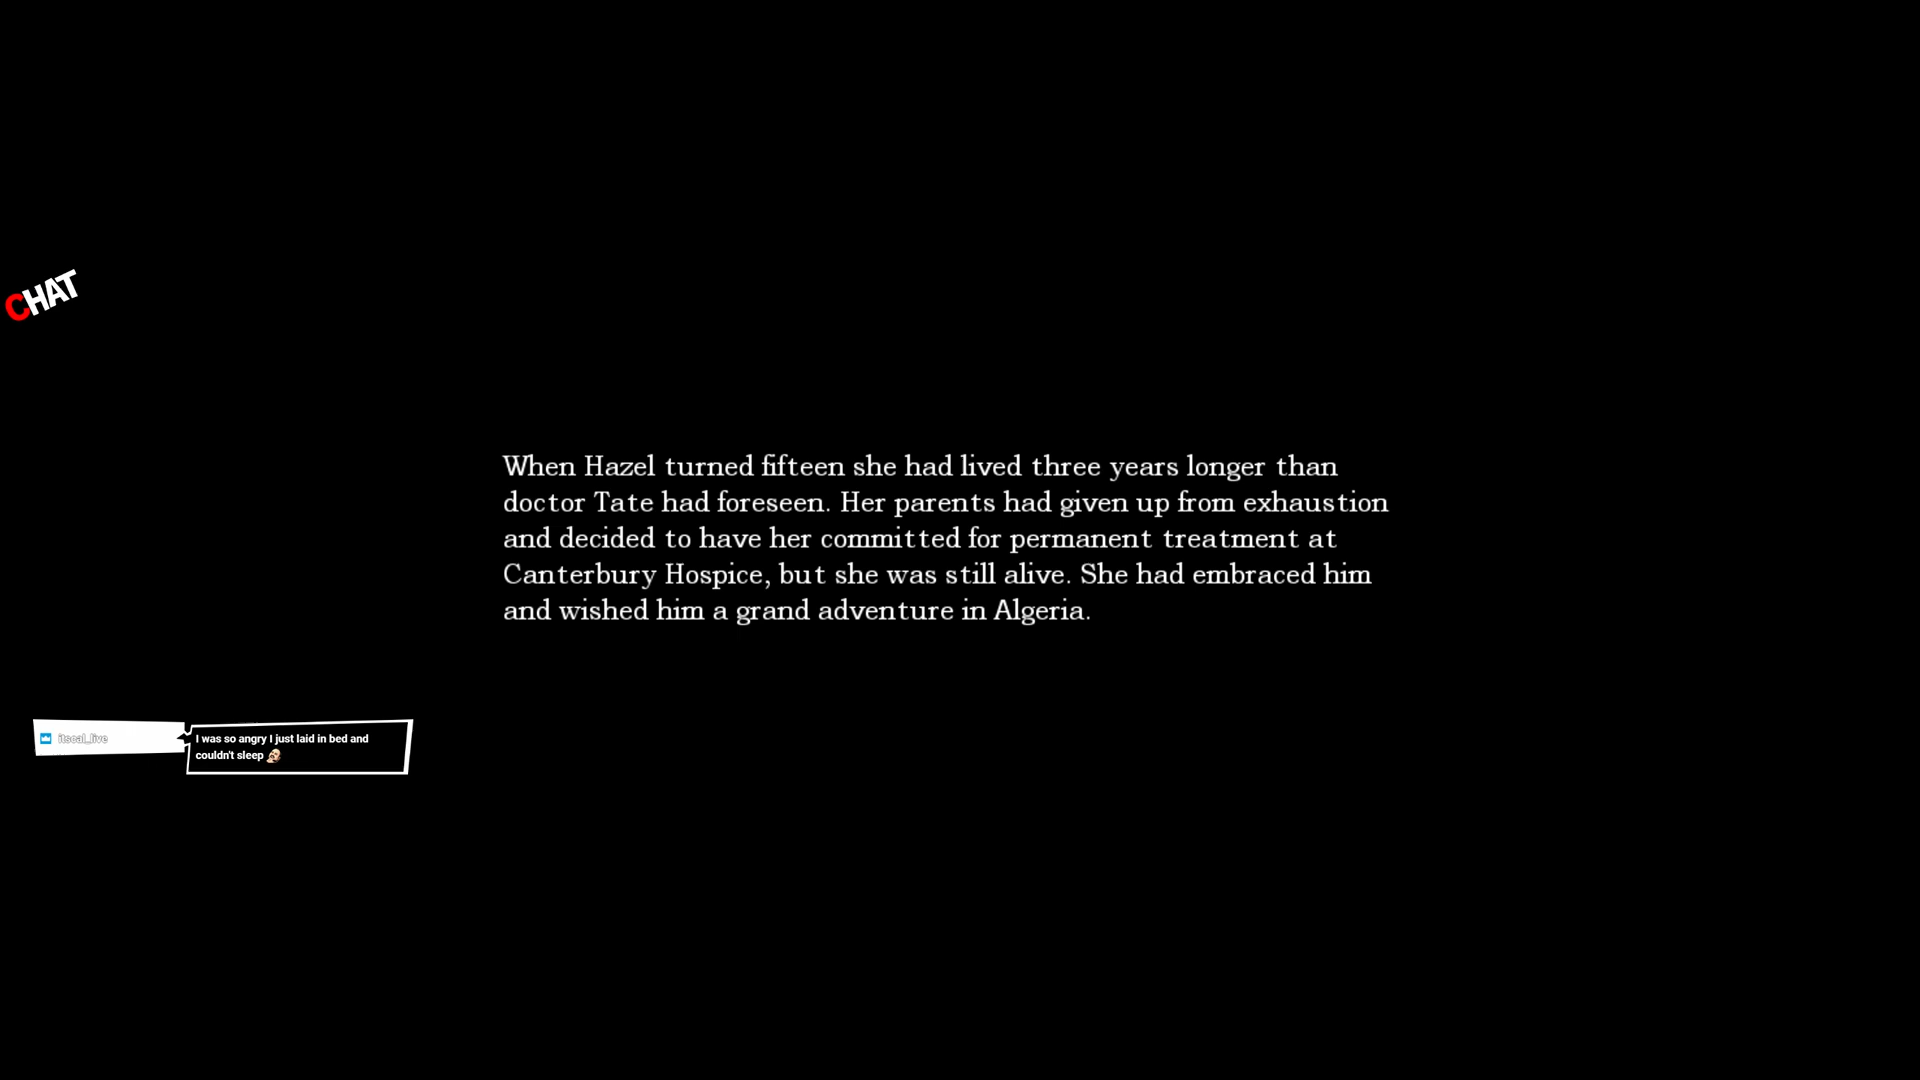 CHAT
When Hazel turned fifteen she had lived three years longer than
doctor Tate had foreseen. Her parents had given up from exhaustion
and decided to have her committed for permanent treatment at
Canterbury Hospice, but she was still alive. She had embraced him
and wished him a grand adventure in Algeria.
itscal_live
I was so angry I just laid in bed and
couldn't sleep